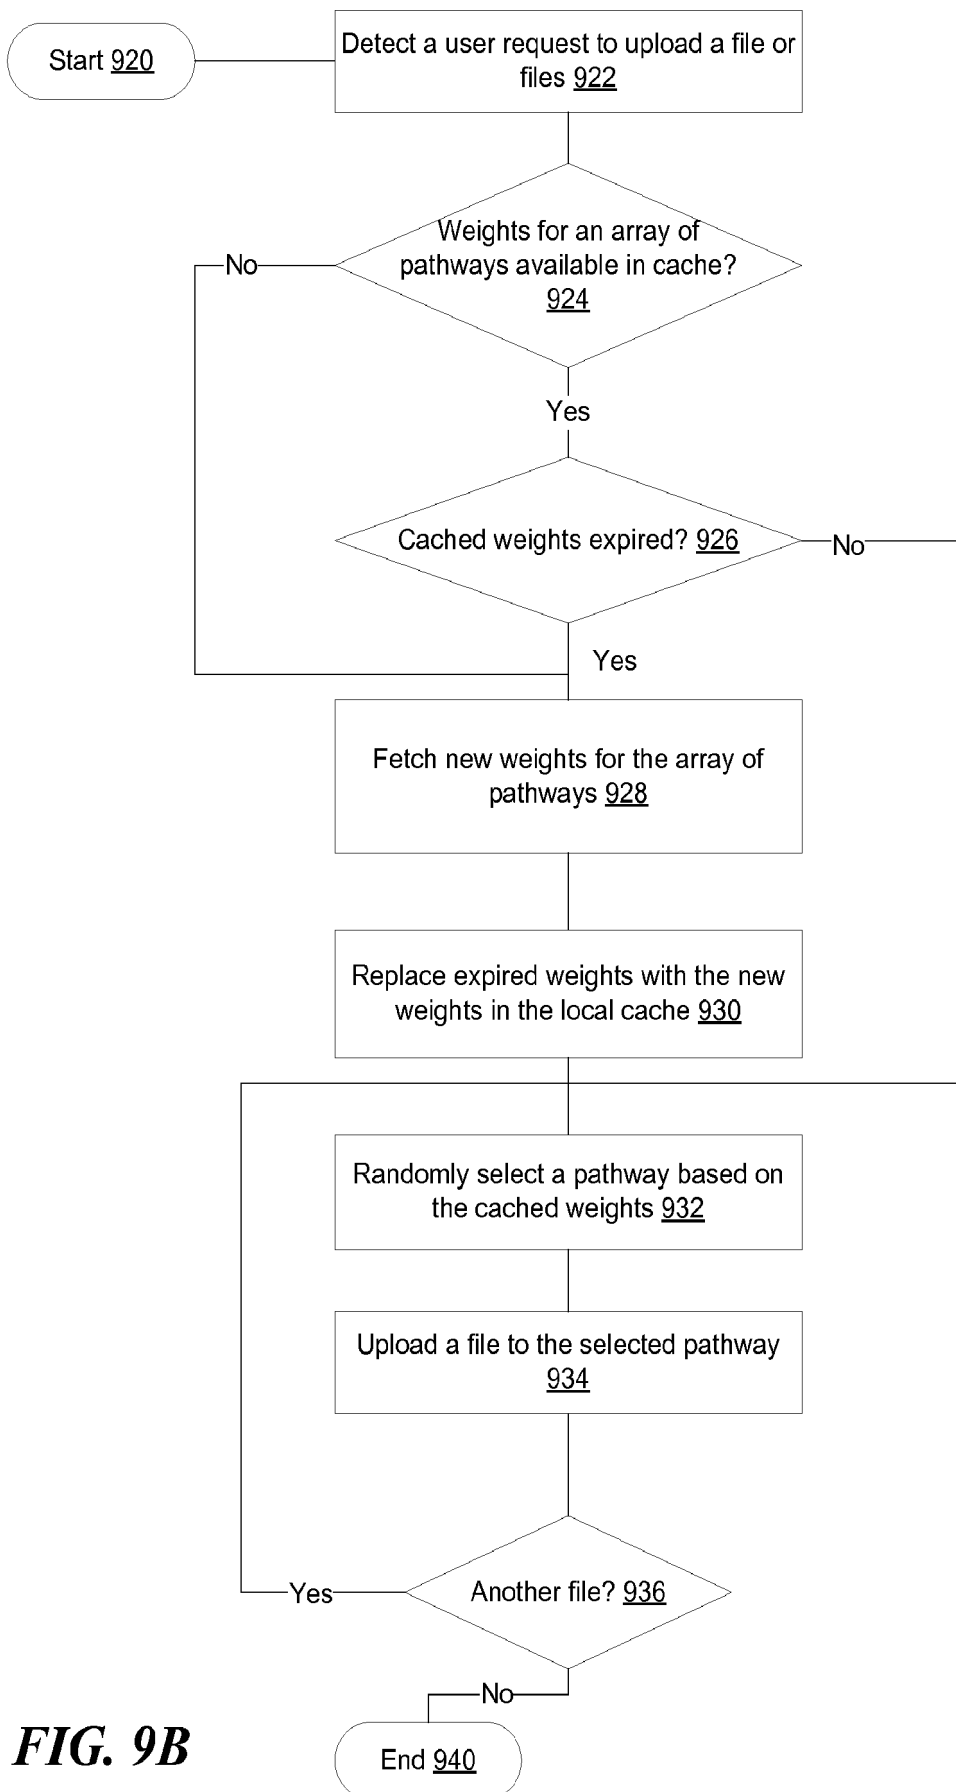 Start 920
Detect a user request to upload a file or
files 922
Weights for an array of
pathways available in cache?
924
No
Yes
Cached weights expired? 926
No
Yes
Fetch new weights for the array of
pathways 928
Replace expired weights with the new
weights in the local cache 930
Randomly select a pathway based on
the cached weights 932
Upload a file to the selected pathway
934
Another file? 936
Yes
No
End 940
FIG. 9B